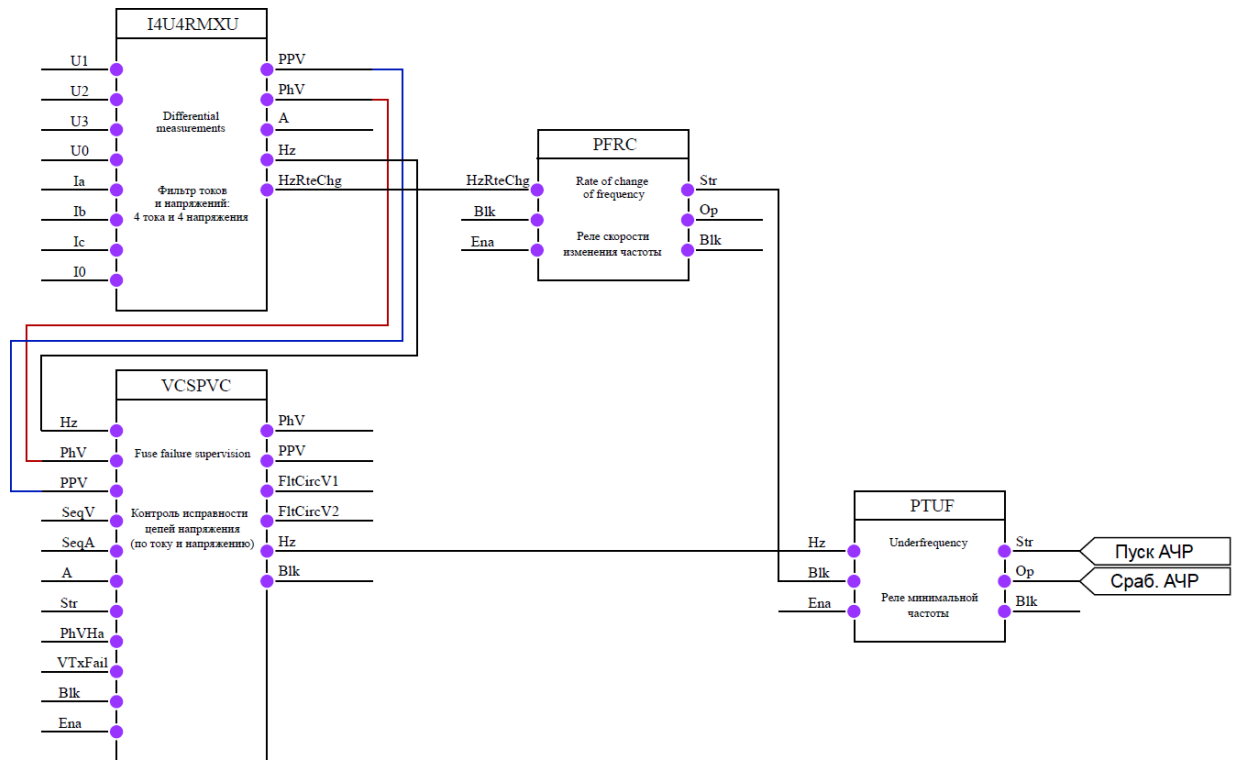 I4U4RMXU
U1
U2
U3
U0
Ia
Ib
Ic
I0
Differential
measurements
Фильтр токов
и напряжений:
4 тока и 4 напряжения
PPV
PhV
A
Hz
HzRteChg
PFRC
HzRteChg
Blk
Ena
Rate of change
of frequency
Реле скорости
изменения частоты
Str
Op
Blk
VCSPVC
Hz
PhV
PPV
SeqV
SeqA
A
Str
PhVHa
VTxFail
Blk
Ena
Fuse failure supervision
Контроль исправности
цепей напряжения
(по току и напряжению)
PhV
PPV
FltCircV1
FltCircV2
Hz
Blk
PTUF
Hz
Blk
Ena
Underfrequency
Реле минимальной
частоты
Str
Op
Blk
Пуск АЧР
Сраб. АЧР